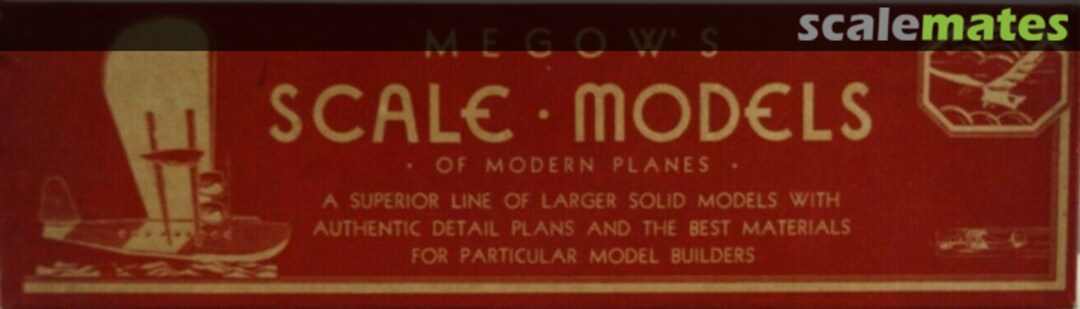 scalemates
MEGOW'S
SCALE · MODELS
· OF MODERN PLANES ·
A SUPERIOR LINE OF LARGER SOLID MODELS WITH
AUTHENTIC DETAIL PLANS AND THE BEST MATERIALS
FOR PARTICULAR MODEL BUILDERS